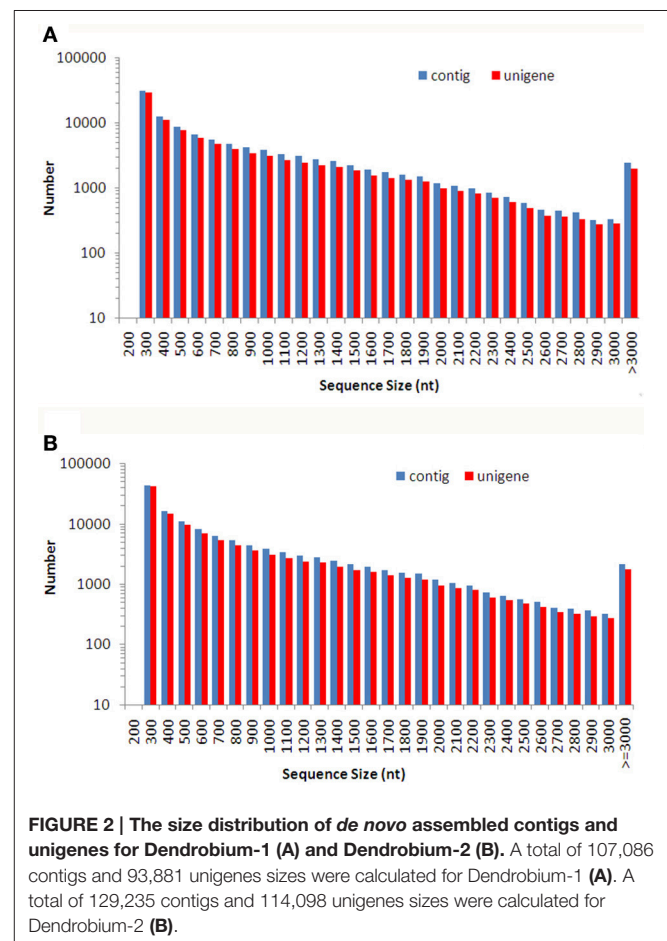 A
100000
10000
1000
100
10
Number
contig unigene
200 300 400 500 600 700 800 900 1000 1100 1200 1300 1400 1500 1600 1700 1800 1900 2000 2100 2200 2300 2400 2500 2600 2700 2800 2900 3000 >3000
Sequence Size (nt)
B
100000
10000
1000
100
10
Number
contig unigene
200 300 400 500 600 700 800 900 1000 1100 1200 1300 1400 1500 1600 1700 1800 1900 2000 2100 2200 2300 2400 2500 2600 2700 2800 2900 3000 >=3000
Sequence Size (nt)
FIGURE 2 | The size distribution of de novo assembled contigs and
unigenes for Dendrobium-1 (A) and Dendrobium-2 (B). A total of 107,086
contigs and 93,881 unigenes sizes were calculated for Dendrobium-1 (A). A
total of 129,235 contigs and 114,098 unigenes sizes were calculated for
Dendrobium-2 (B).